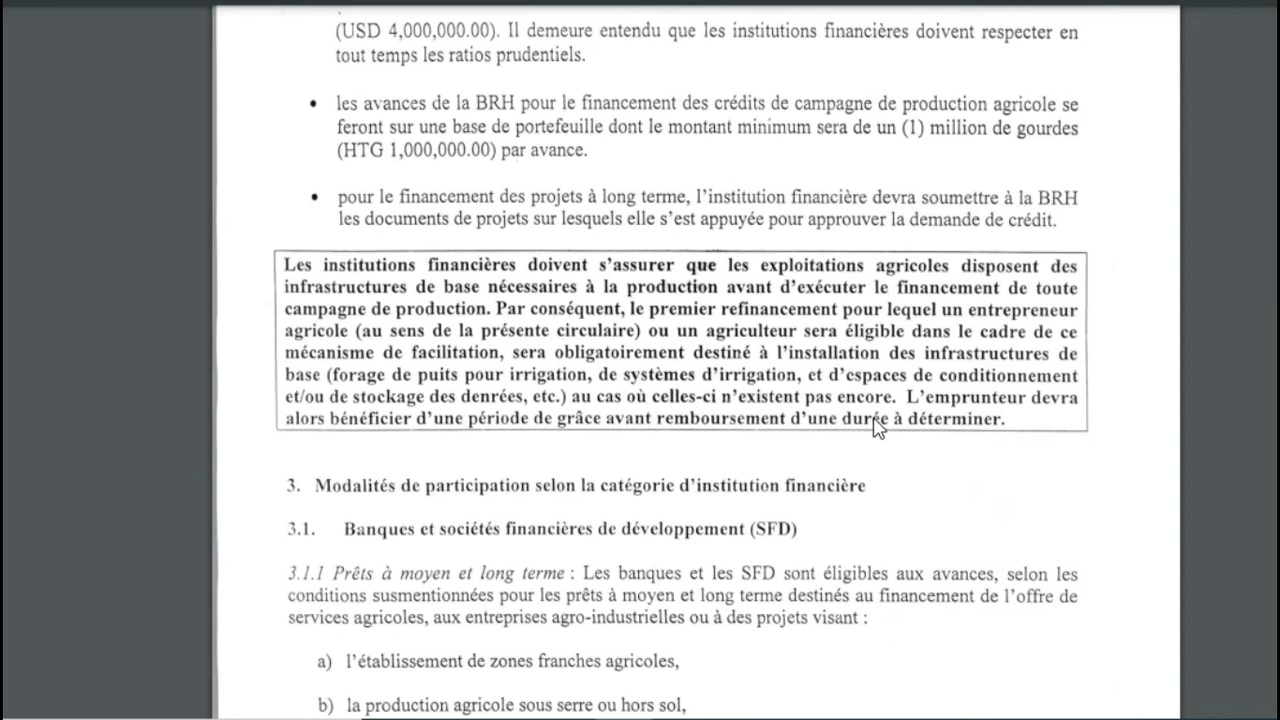 (USD 4,000,000.00). Il demeure entendu que les institutions financières doivent respecter en
tout temps les ratios prudentiels.
• les avances de la BRH pour le financement des crédits de campagne de production agricole se
feront sur une base de portefeuille dont le montant minimum sera de un (1) million de gourdes
(HTG 1,000,000.00) par avance.
• pour le financement des projets à long terme, l'institution financière devra soumettre à la BRH
les documents de projets sur lesquels elle s'est appuyée pour approuver la demande de crédit.
Les institutions financières doivent s'assurer que les exploitations agricoles disposent des
infrastructures de base nécessaires à la production avant d'exécuter le financement de toute
campagne de production. Par conséquent, le premier refinancement pour lequel un entrepreneur
agricole (au sens de la présente circulaire) ou un agriculteur sera éligible dans le cadre de ce
mécanisme de facilitation, sera obligatoirement destiné à l'installation des infrastructures de
base (forage de puits pour irrigation, de systèmes d'irrigation, et d'espaces de conditionnement
et/ou de stockage des denrées, etc.) au cas où celles-ci n'existent pas encore. L'emprunteur devra
alors bénéficier d'une période de grâce avant remboursement d'une durée à déterminer.
3. Modalités de participation selon la catégorie d'institution financière
3.1. Banques et sociétés financières de développement (SFD)
3.1.1 Prêts à moyen et long terme : Les banques et les SFD sont éligibles aux avances, selon les
conditions susmentionnées pour les prêts à moyen et long terme destinés au financement de l'offre de
services agricoles, aux entreprises agro-industrielles ou à des projets visant :
a) l'établissement de zones franches agricoles,
b) la production agricole sous serre ou hors sol,